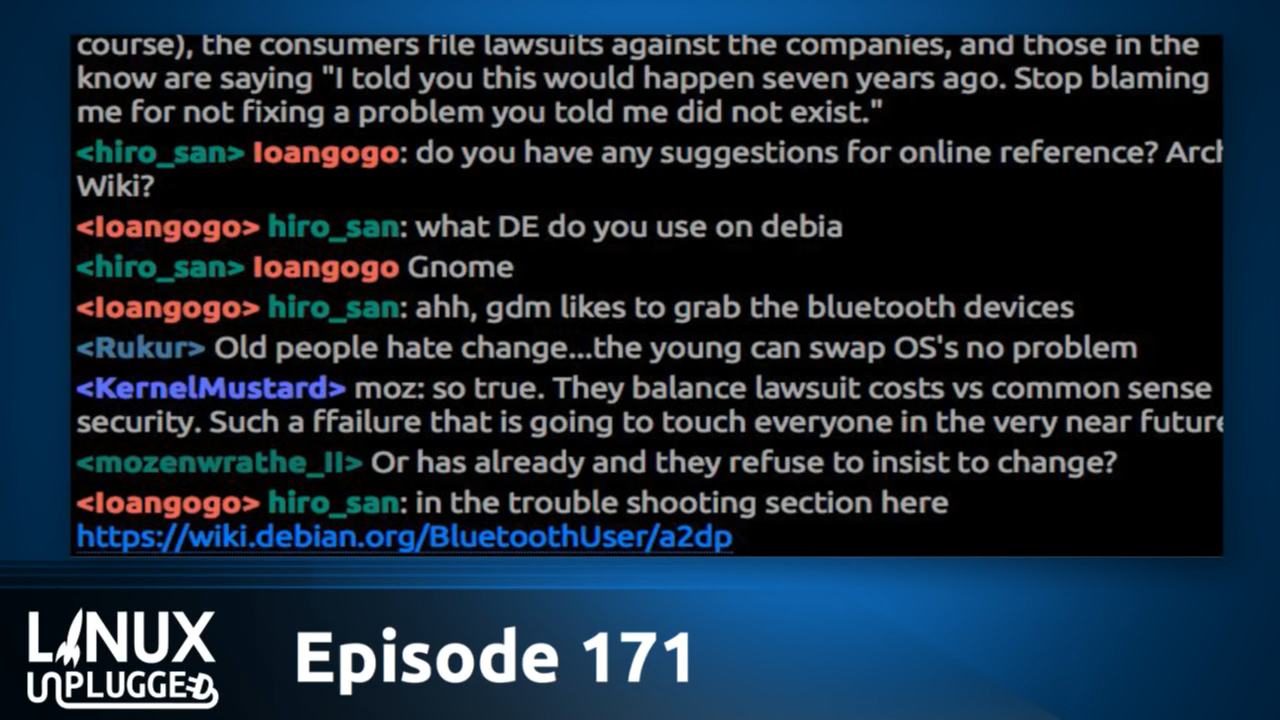 course), the consumers file lawsuits against the companies, and those in the
know are saying "I told you this would happen seven years ago. Stop blaming
me for not fixing a problem you told me did not exist."
<hiro_san> Ioangogo: do you have any suggestions for online reference? Arch
Wiki?
<Ioangogo> hiro_san: what DE do you use on debia
<hiro_san> Ioangogo Gnome
<Ioangogo> hiro_san: ahh, gdm likes to grab the bluetooth devices
<Rukur> Old people hate change...the young can swap OS's no problem
<KernelMustard> moz: so true. They balance lawsuit costs vs common sense
security. Such a ffailure that is going to touch everyone in the very near future
<mozenwrathe_II> Or has already and they refuse to insist to change?
<Ioangogo> hiro_san: in the trouble shooting section here
https://wiki.debian.org/BluetoothUser/a2dp
LINUX
UNPLUGGED
Episode 171